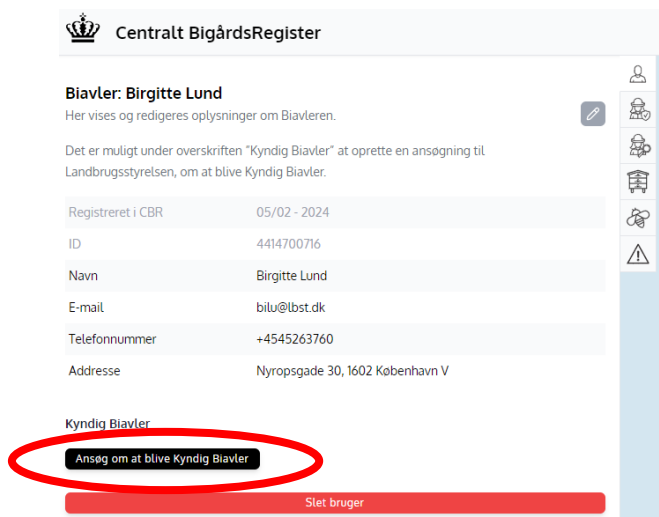 Centralt BigårdsRegister
Biavler: Birgitte Lund
Her vises og redigeres oplysninger om Biavleren.
Det er muligt under overskriften "Kyndig Biavler" at oprette en ansøgning til
Landbrugsstyrelsen, om at blive Kyndig Biavler.
Registreret i CBR 05/02 - 2024
ID 4414700716
Navn Birgitte Lund
E-mail bilu@lbst.dk
Telefonnummer +4545263760
Addresse Nyropsgade 30, 1602 København V
Kyndig Biavler
Ansøg om at blive Kyndig Biavler
Slet bruger